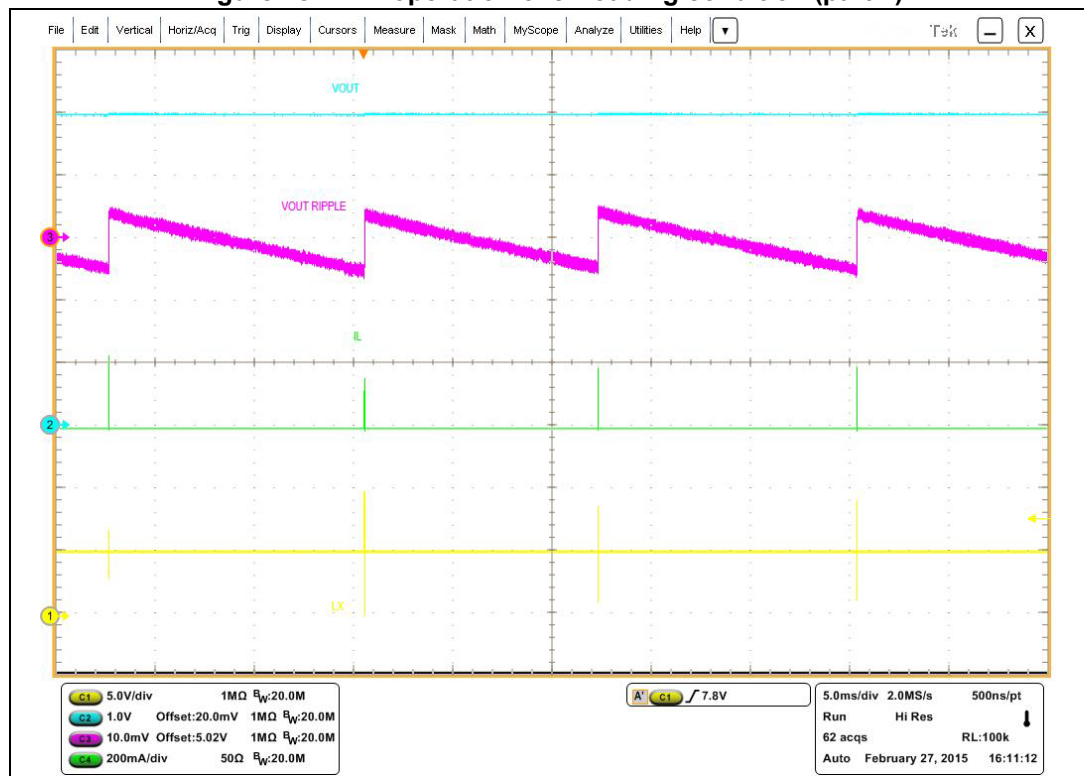 File Edit Vertical Horiz/Acq Trig Display Cursors Measure Mask Math MyScope Analyze Utilities Help Tek X
VOUT
VOUT RIPPLE
3
IL
2
LX
1
C1 5.0V/div 1MΩ BW:20.0M
C2 1.0V Offset:20.0mV 1MΩ BW:20.0M
C3 10.0mV Offset:5.02V 1MΩ BW:20.0M
C4 200mA/div 50Ω BW:20.0M
A' C1 7.8V
5.0ms/div 2.0MS/s 500ns/pt
Run Hi Res
62 acqs RL:100k
Auto February 27, 2015 16:11:12